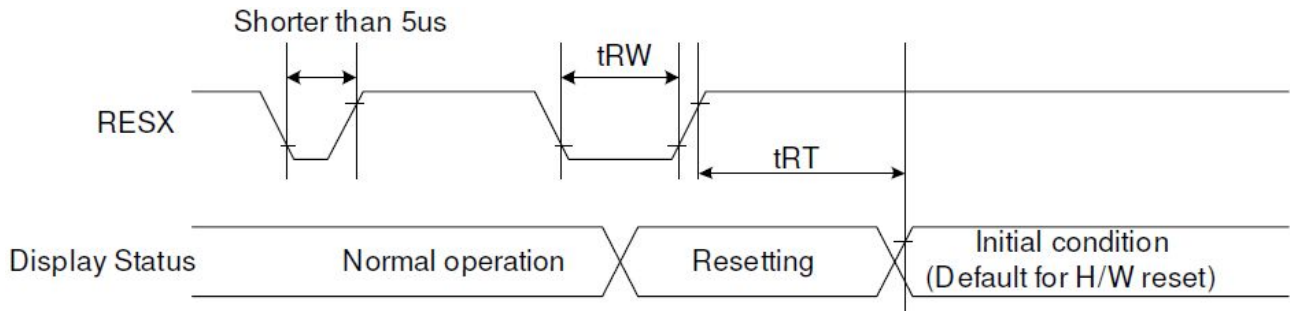 Shorter than 5us
tRW
RESX
tRT
Display Status
Normal operation
Resetting
Initial condition
(Default for H/W reset)